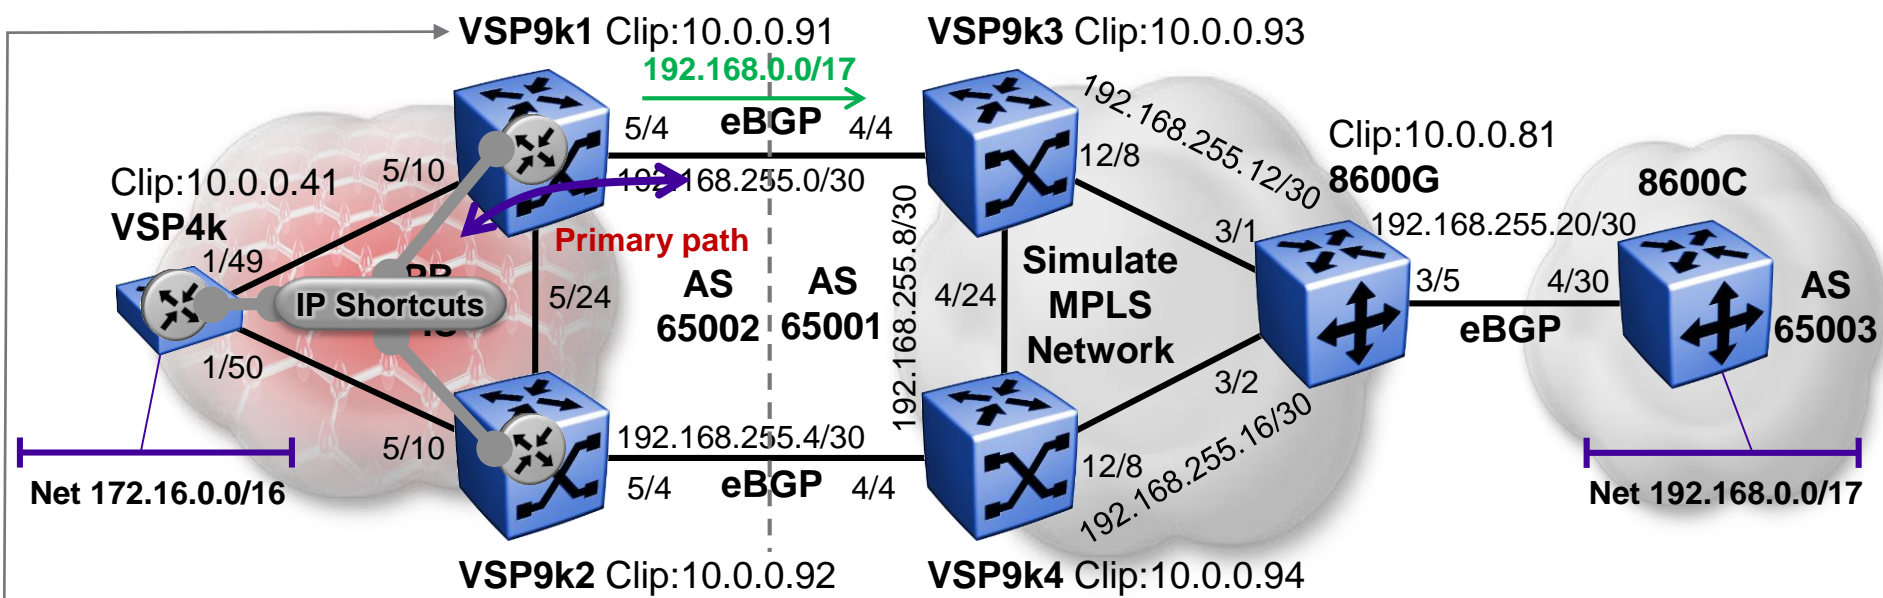 VSP9k1 Clip:10.0.0.91
VSP9k3 Clip:10.0.0.93
192.168.0.0/17
5/4
eBGP
4/4
192.168.255.0/30
5/10
Clip:10.0.0.41
VSP4k
1/49
Primary path
IP Shortcuts
5/24
1/50
5/10
AS
65002
AS
65001
192.168.255.8/30
4/24
12/8
192.168.255.12/30
Simulate
MPLS
Network
Clip:10.0.0.81
8600G
3/1
192.168.255.20/30
8600C
3/5
4/30
eBGP
AS
65003
3/2
192.168.255.4/30
5/4
eBGP
4/4
12/8
192.168.255.16/30
Net 172.16.0.0/16
Net 192.168.0.0/17
VSP9k2 Clip:10.0.0.92
VSP9k4 Clip:10.0.0.94